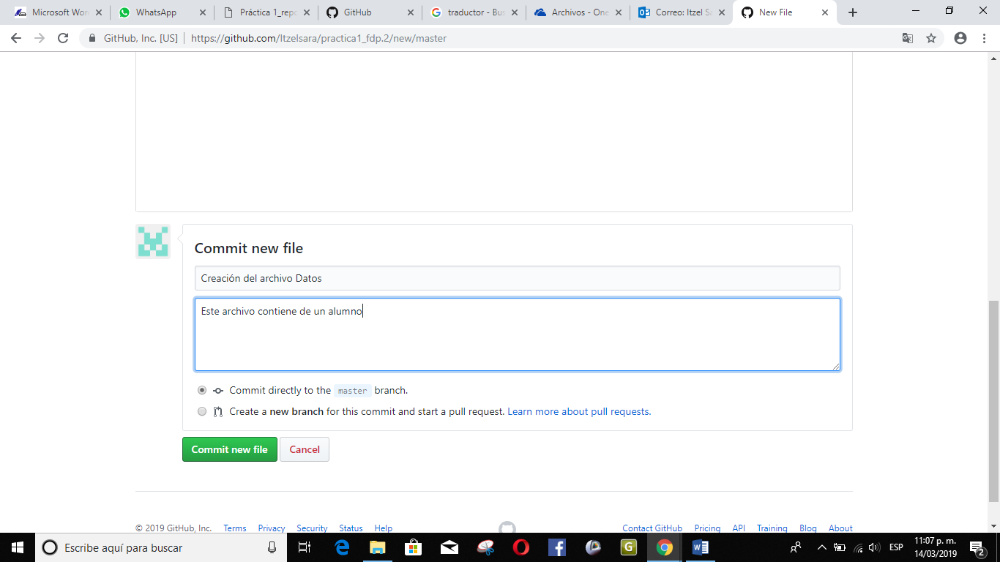 Microsoft Wor
WhatsApp
Práctica 1_repo
GitHub
traductor - Bus
Archivos - One
Correo: Itzel Sa
New File
GitHub, Inc. [US] https://github.com/Itzelsara/practica1_fdp.2/new/master
Commit new file
Creación del archivo Datos
Este archivo contiene de un alumno
Commit directly to the master branch.
Create a new branch for this commit and start a pull request. Learn more about pull requests.
Commit new file Cancel
© 2019 GitHub, Inc. Terms Privacy Security Status Help Contact GitHub Pricing API Training Blog About
Escribe aquí para buscar
ESP
11:07 p. m.
14/03/2019
2